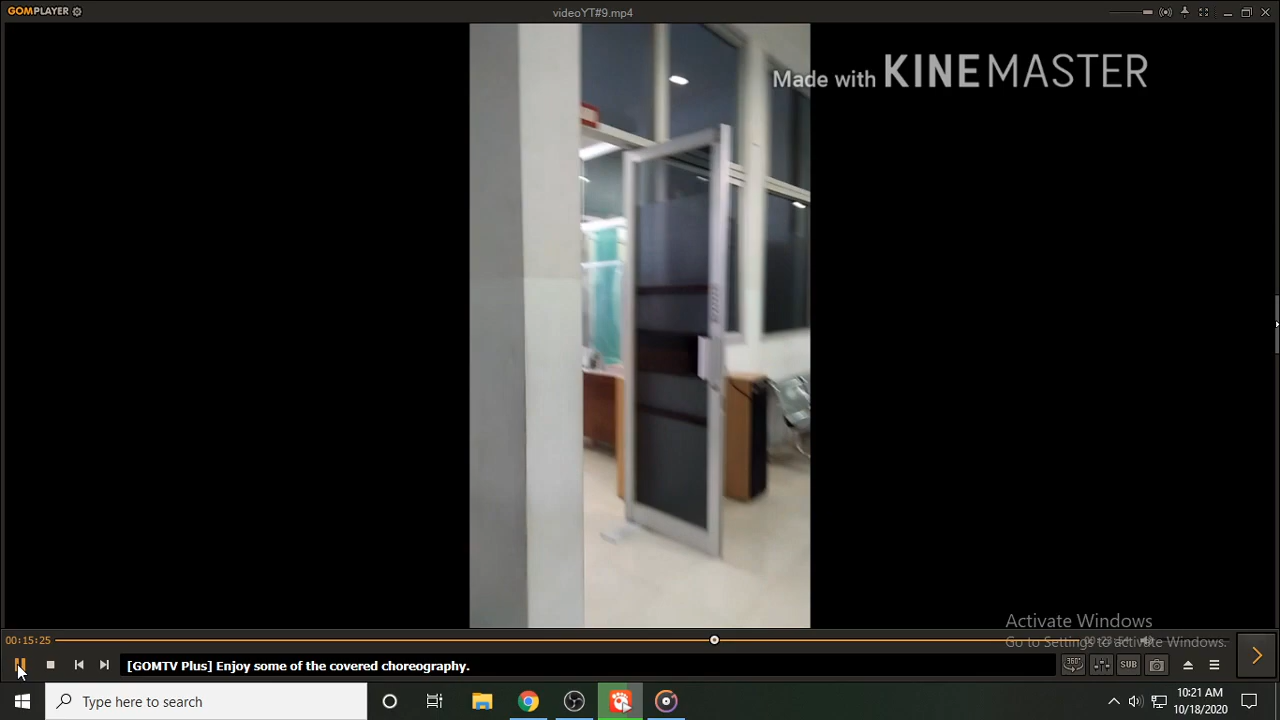 GOMPLAYER
videoYT#9.mp4
Made with KINEMASTER
Activate Windows
Go to Settings to activate Windows.
00:15:25
[GOMTV Plus] Enjoy some of the covered choreography.
360°
SUB
Type here to search
10:21 AM
10/18/2020